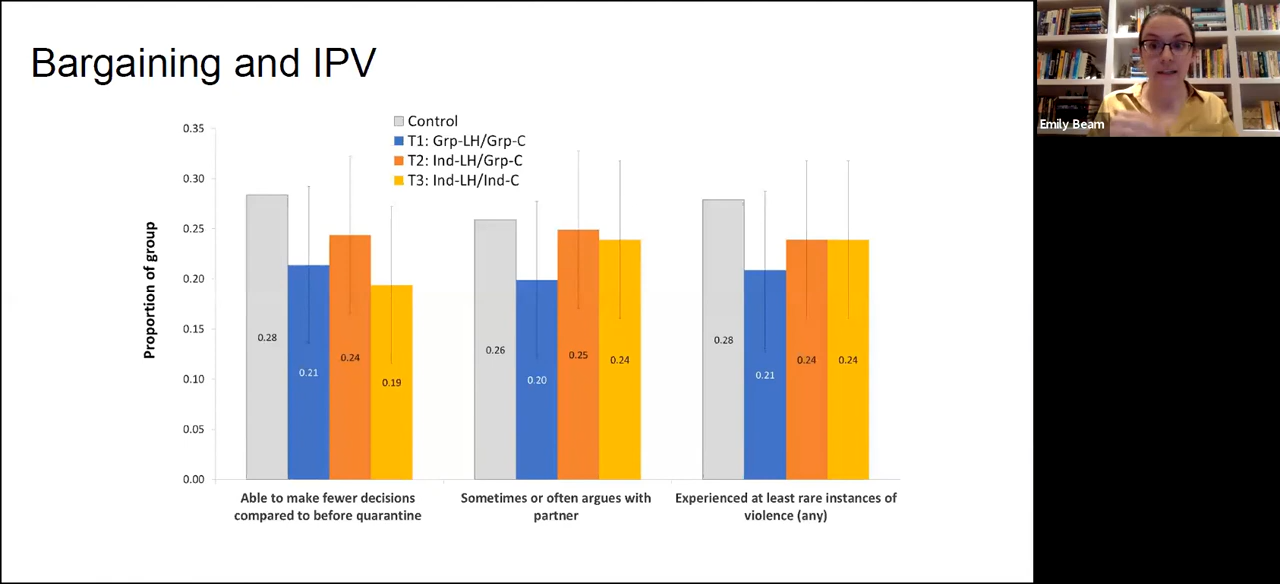 Bargaining and IPV
Emily Beam
Control
T1: Grp-LH/Grp-C
T2: Ind-LH/Grp-C
T3: Ind-LH/Ind-C
Proportion of group
0.35
0.30
0.25
0.20
0.15
0.10
0.05
0.00
0.28
0.21
0.24
0.19
0.26
0.20
0.25
0.24
0.28
0.21
0.24
0.24
Able to make fewer decisions
compared to before quarantine
Sometimes or often argues with
partner
Experienced at least rare instances of
violence (any)